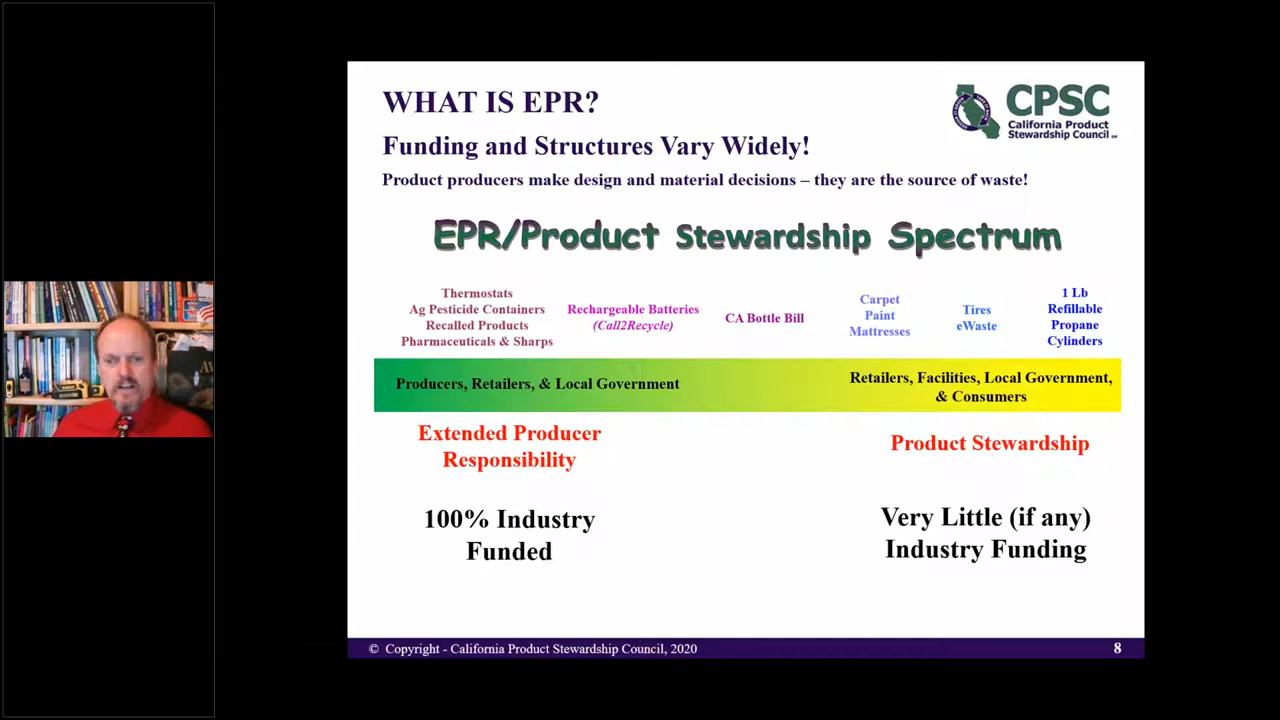 WHAT IS EPR?
CPSC
California Product
Stewardship Council
Funding and Structures Vary Widely!
Product producers make design and material decisions – they are the source of waste!
EPR/Product Stewardship Spectrum
Thermostats
Ag Pesticide Containers
Recalled Products
Pharmaceuticals & Sharps
Rechargeable Batteries
(Call2Recycle)
CA Bottle Bill
Carpet
Paint
Mattresses
Tires
eWaste
1 Lb
Refillable
Propane
Cylinders
Producers, Retailers, & Local Government
Retailers, Facilities, Local Government,
& Consumers
Extended Producer
Responsibility
Product Stewardship
100% Industry
Funded
Very Little (if any)
Industry Funding
© Copyright - California Product Stewardship Council, 2020
8